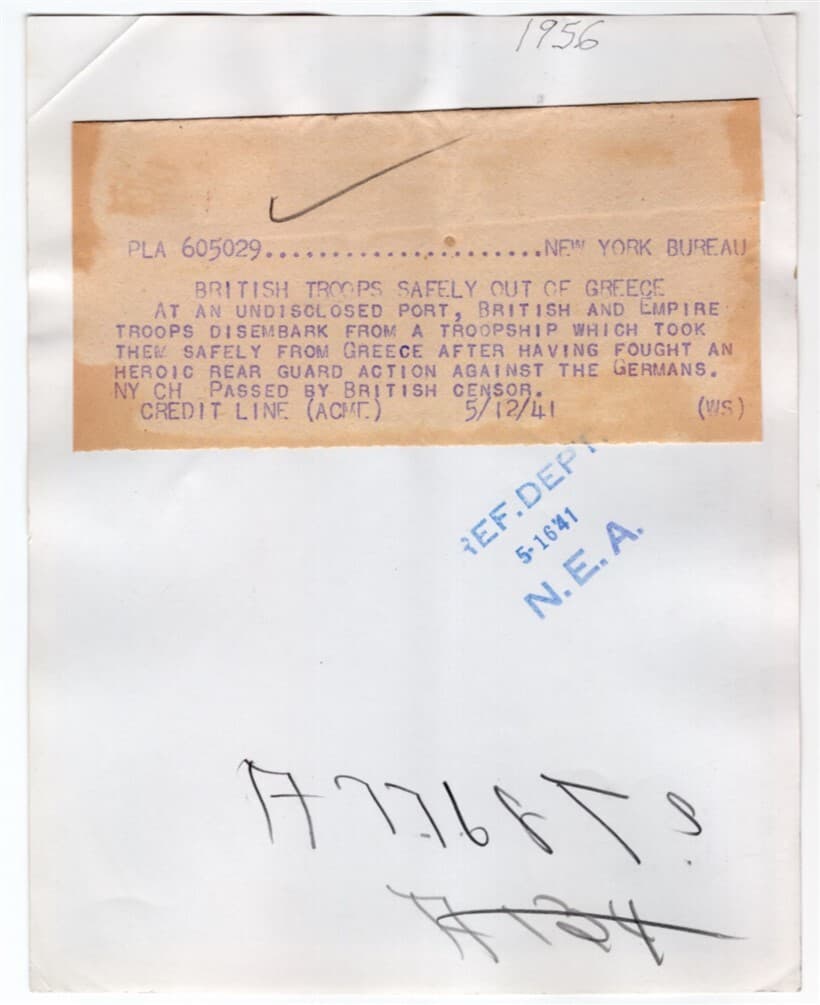 1956
PLA 605029.......................NEW YORK BUREAU
BRITISH TROOPS SAFELY OUT OF GREECE
AT AN UNDISCLOSED PORT, BRITISH AND EMPIRE
TROOPS DISEMBARK FROM A TROOPSHIP WHICH TOOK
THEM SAFELY FROM GREECE AFTER HAVING FOUGHT AN
HEROIC REAR GUARD ACTION AGAINST THE GERMANS.
NY CH PASSED BY BRITISH CENSOR.
CREDIT LINE (ACME) 5/12/41 (WS)
REF. DEPT.
5-16'41
N.E.A.